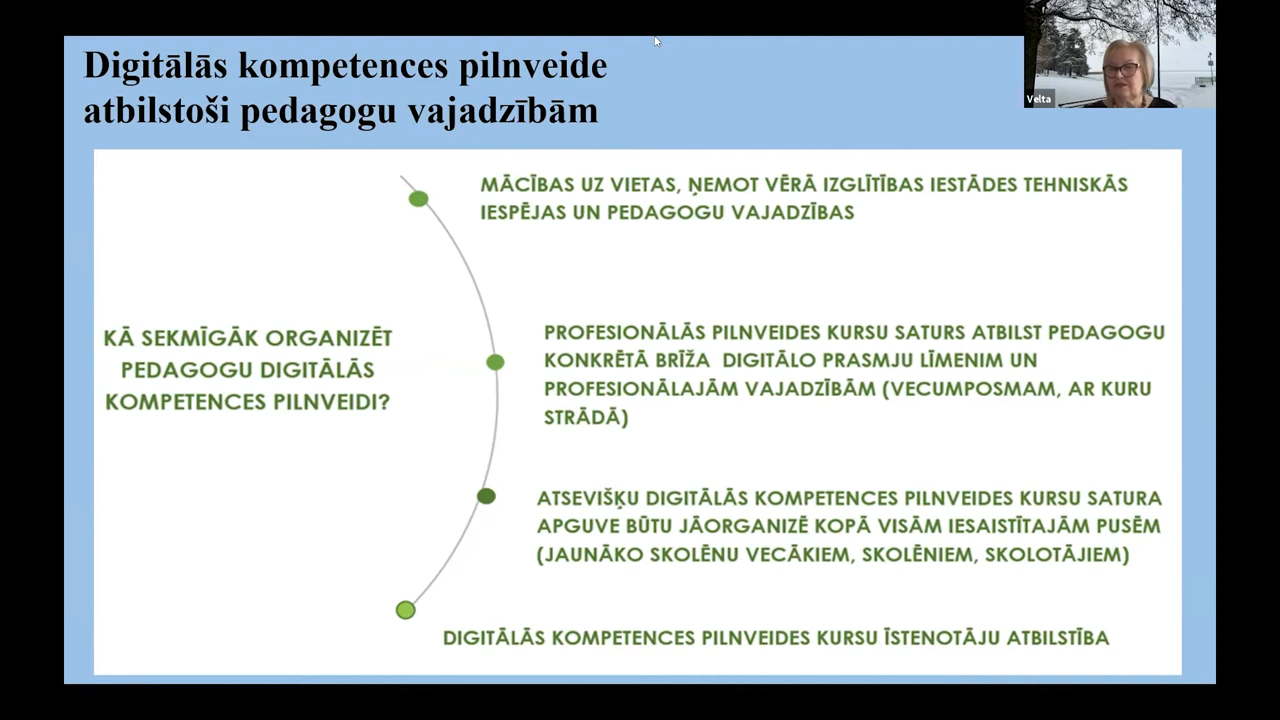 Digitālās kompetences pilnveide
atbilstoši pedagogu vajadzībām
Velta
MĀCĪBAS UZ VIETAS, ŅEMOT VĒRĀ IZGLĪTĪBAS IESTĀDES TEHNISKĀS
IESPĒJAS UN PEDAGOGU VAJADZĪBAS
KĀ SEKMĪGĀK ORGANIZĒT
PEDAGOGU DIGITĀLĀS
KOMPETENCES PILNVEIDI?
PROFESIONĀLĀS PILNVEIDES KURSU SATURS ATBILST PEDAGOGU
KONKRĒTĀ BRĪŽA DIGITĀLO PRASMJU LĪMENIM UN
PROFESIONĀLAJĀM VAJADZĪBĀM (VECUMPOSMAM, AR KURU
STRĀDĀ)
ATSEVIŠĶU DIGITĀLĀS KOMPETENCES PILNVEIDES KURSU SATURA
APGUVE BŪTU JĀORGANIZĒ KOPĀ VISĀM IESAISTĪTAJĀM PUSĒM
(JAUNĀKO SKOLĒNU VECĀKIEM, SKOLĒNIEM, SKOLOTĀJIEM)
DIGITĀLĀS KOMPETENCES PILNVEIDES KURSU ĪSTENOTĀJU ATBILSTĪBA